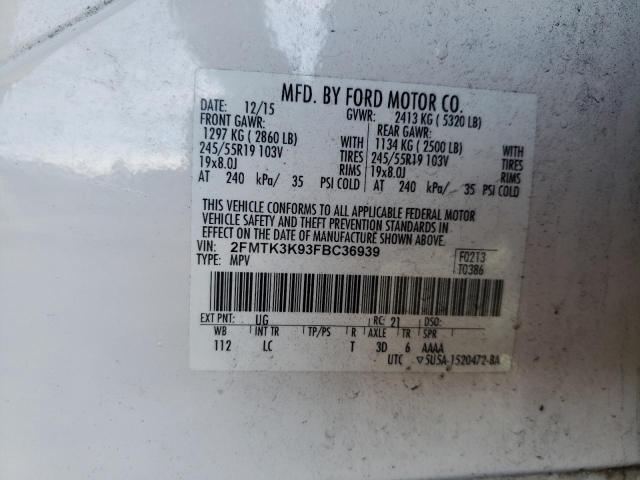 MFD. BY FORD MOTOR CO.
DATE: 12/15 GVWR: 2413 KG ( 5320 LB)
FRONT GAWR: REAR GAWR:
1297 KG ( 2860 LB) WITH 1134 KG ( 2500 LB) WITH
245/55R19 103V TIRES 245/55R19 103V TIRES
19x8.0J RIMS 19x8.0J RIMS
AT 240 kPa/ 35 PSI COLD AT 240 kPa/ 35 PSI COLD
THIS VEHICLE CONFORMS TO ALL APPLICABLE FEDERAL MOTOR
VEHICLE SAFETY AND THEFT PREVENTION STANDARDS IN
EFFECT ON THE DATE OF MANUFACTURE SHOWN ABOVE.
VIN: 2FMTK3K93FBC36939 F0213
TYPE: MPV T0386
EXT PNT: UG RC: 21 DSO:
WB INT TR TP/PS R AXLE TR SPR
112 LC T 3D 6 AAAA
UTC ▽5U5A-1520472-BA